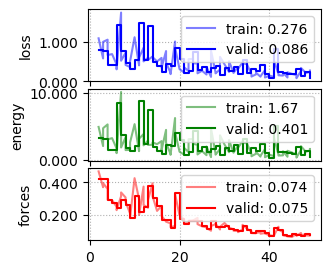 loss
1.000
0.000
train: 0.276
valid: 0.086
energy
10.000
0.000
train: 1.67
valid: 0.401
forces
0.400
0.200
train: 0.074
valid: 0.075
0 20 40